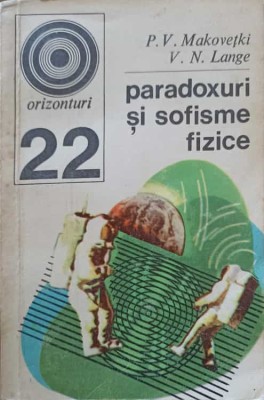 P. V. Makovețki
V. N. Lange
orizonturi
22
paradoxuri
și sofisme
fizice